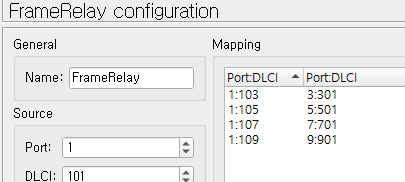 FrameRelay configuration
General
Name: FrameRelay
Source
Port: 1
DLCI: 101
Mapping
Port:DLCI Port:DLCI
1:103 3:301
1:105 5:501
1:107 7:701
1:109 9:901